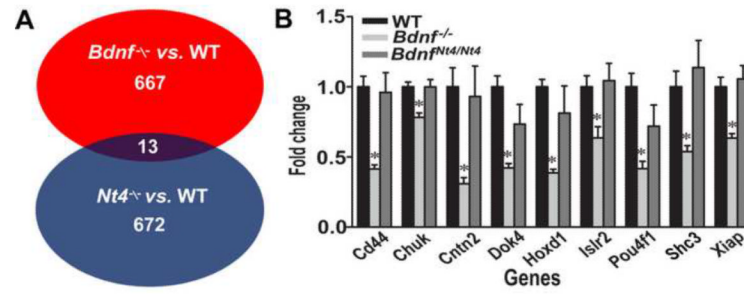 A
Bdnf-/- vs. WT
667
13
Nt4-/- vs. WT
672
B
WT
Bdnf-/-
BdnfNt4/Nt4
Fold change
1.5
1.0
0.5
0.0
* * * * * * * * *
Cd44 Chuk Cntn2 Dok4 Hoxd1 Islr2 Pou4f1 Shc3 Xiap
Genes